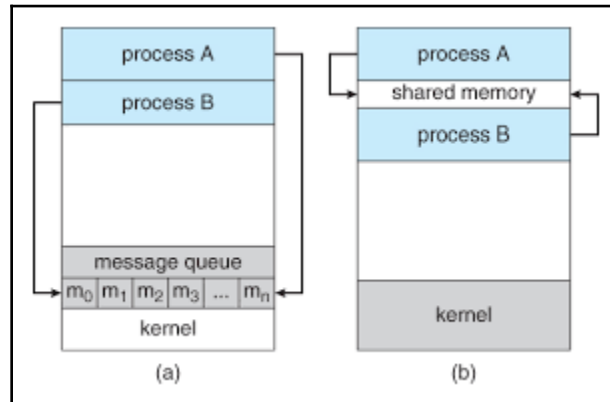 process A
process B
message queue
m0 m1 m2 m3 ... mn
kernel
(a)
process A
shared memory
process B
kernel
(b)